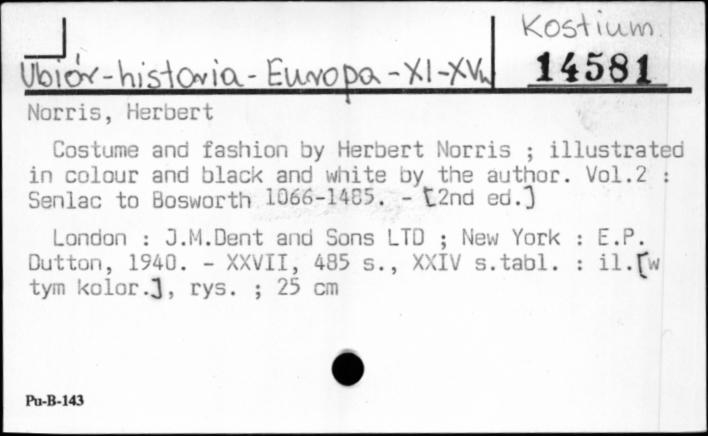 Kostium
14581
Ubiór-historia-Europa-XI-XVw
Norris, Herbert
Costume and fashion by Herbert Norris ; illustrated
in colour and black and white by the author. Vol.2 :
Senlac to Bosworth 1066-1485. - [2nd ed.]
London : J.M.Dent and Sons LTD ; New York : E.P.
Dutton, 1940. - XXVII, 485 s., XXIV s.tabl. : il.[w
tym kolor.], rys. ; 25 cm
Pu-B-143